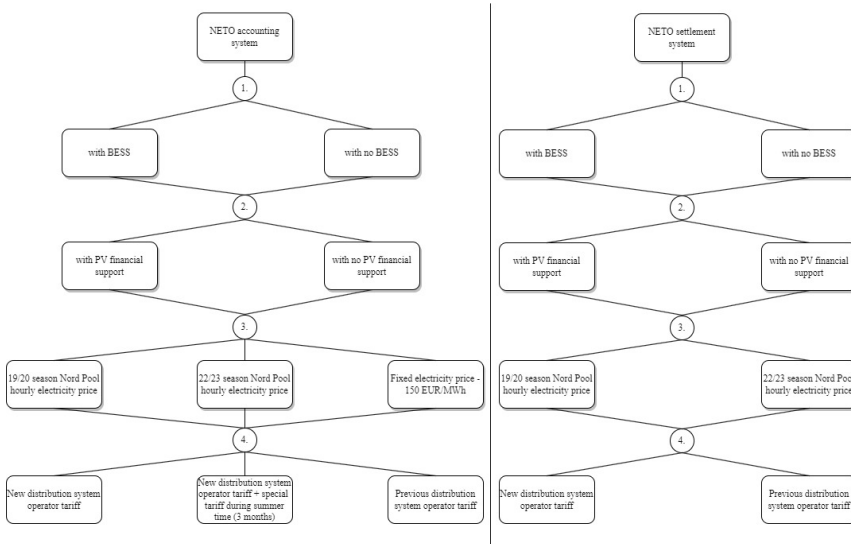 NETO accounting
system
1.
with BESS
with no BESS
2.
with PV financial
support
with no PV financial
support
3.
19/20 season Nord Pool
hourly electricity price
22/23 season Nord Pool
hourly electricity price
Fixed electricity price -
150 EUR/MWh
4.
New distribution system
operator tariff
New distribution system
operator tariff + special
tariff during summer
time (3 months)
Previous distribution
system operator tariff
NETO settlement
system
1.
with BESS
with no BESS
2.
with PV financial
support
with no PV financial
support
3.
19/20 season Nord Pool
hourly electricity price
22/23 season Nord Pool
hourly electricity price
4.
New distribution system
operator tariff
Previous distribution
system operator tariff